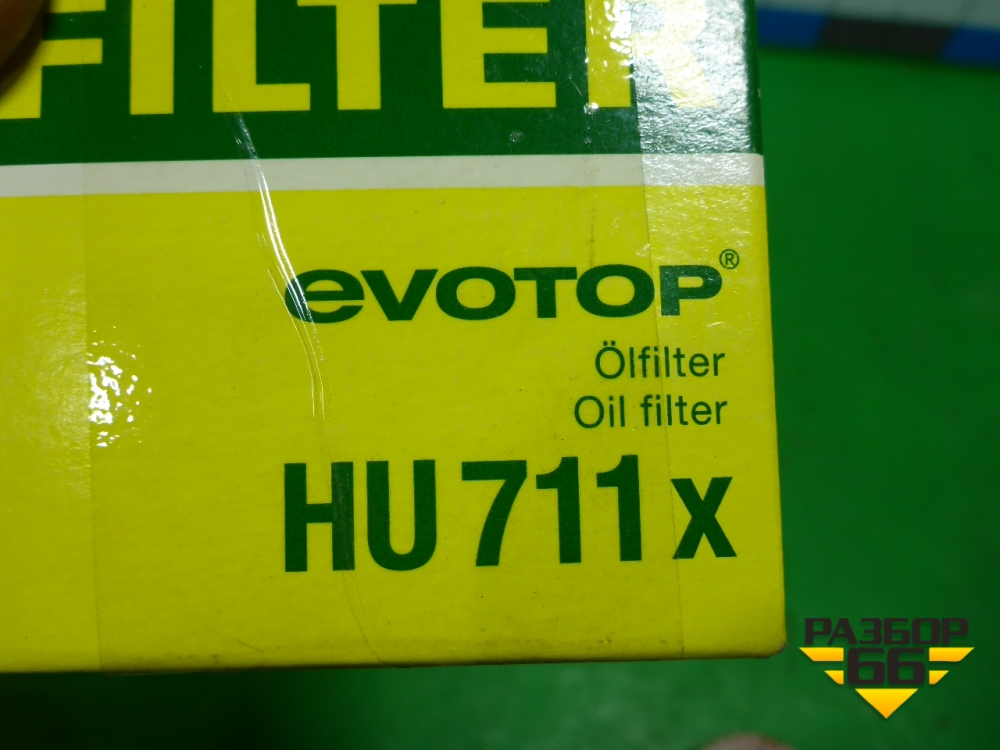 FILTER
evotop®
Ölfilter
Oil filter
HU 711 x
РАЗБОР
66